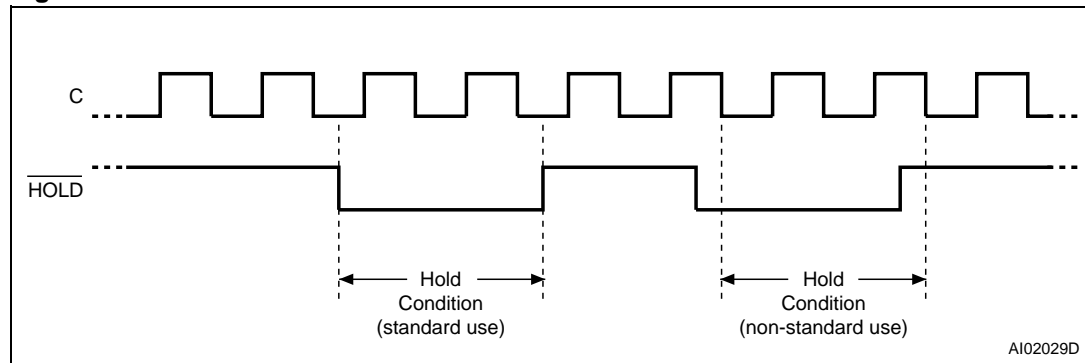 C
HOLD
Hold
Condition
(standard use)
Hold
Condition
(non-standard use)
AI02029D